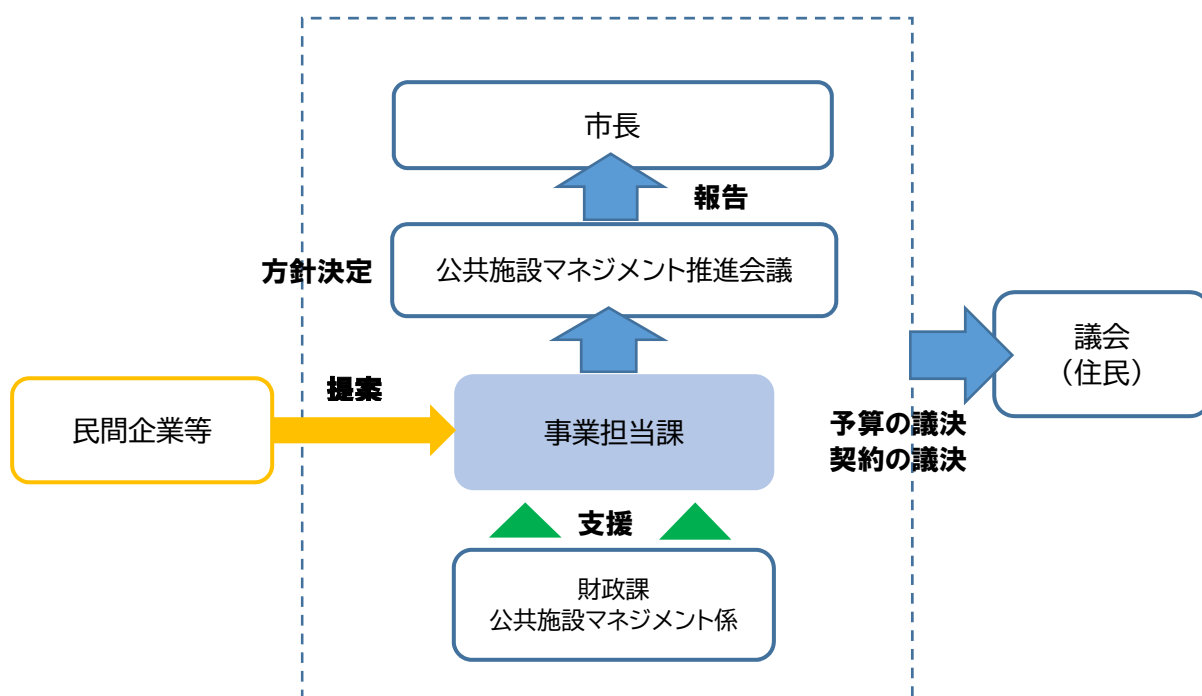 市長
報告
方針決定
公共施設マネジメント推進会議
議会
（住民）
提案
民間企業等
事業担当課
予算の議決
契約の議決
支援
財政課
公共施設マネジメント係